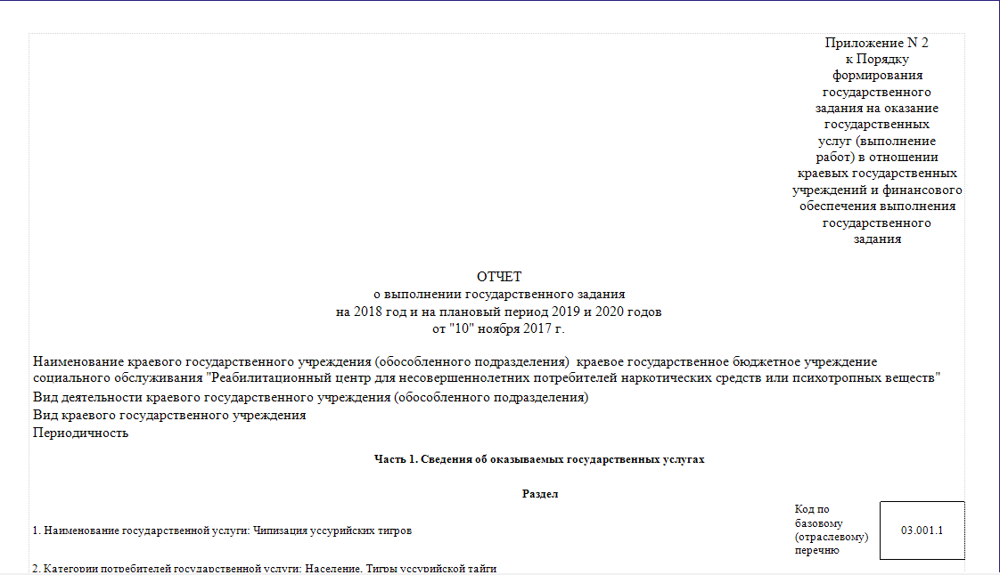 Приложение N 2
к Порядку
формирования
государственного
задания на оказание
государственных
услуг (выполнение
работ) в отношении
краевых государственных
учреждений и финансового
обеспечения выполнения
государственного
задания
ОТЧЕТ
о выполнении государственного задания
на 2018 год и на плановый период 2019 и 2020 годов
от "10" ноября 2017 г.
Наименование краевого государственного учреждения (обособленного подразделения) краевое государственное бюджетное учреждение
социального обслуживания "Реабилитационный центр для несовершеннолетних потребителей наркотических средств или психотропных веществ"
Вид деятельности краевого государственного учреждения (обособленного подразделения)
Вид краевого государственного учреждения
Периодичность
Часть 1. Сведения об оказываемых государственных услугах
Раздел
1. Наименование государственной услуги: Чипизация уссурийских тигров
Код по
базовому
(отраслевому)
перечню
03.001.1
2. Категории потребителей государственной услуги: Население. Тигры уссурийской тайги